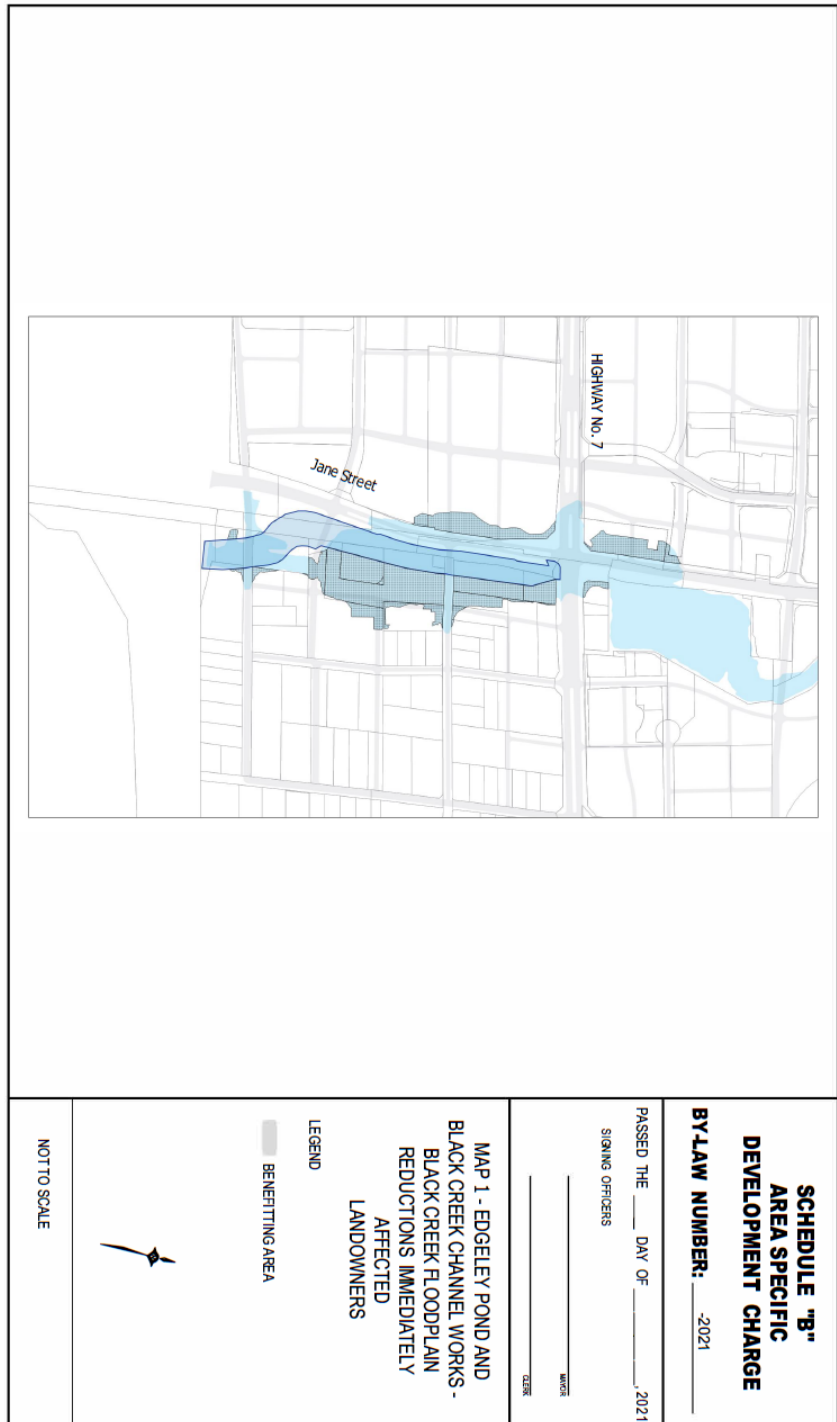 HIGHWAY No. 7
Jane Street
SCHEDULE "B"
AREA SPECIFIC
DEVELOPMENT CHARGE
BY-LAW NUMBER: ______ -2021
PASSED THE ____ DAY OF __________, 2021
SIGNING OFFICERS
MAYOR
CLERK
MAP 1 - EDGELEY POND AND
BLACK CREEK CHANNEL WORKS -
BLACK CREEK FLOODPLAIN
REDUCTIONS IMMEDIATELY
AFFECTED
LANDOWNERS
LEGEND
BENEFITTING AREA
NOT TO SCALE